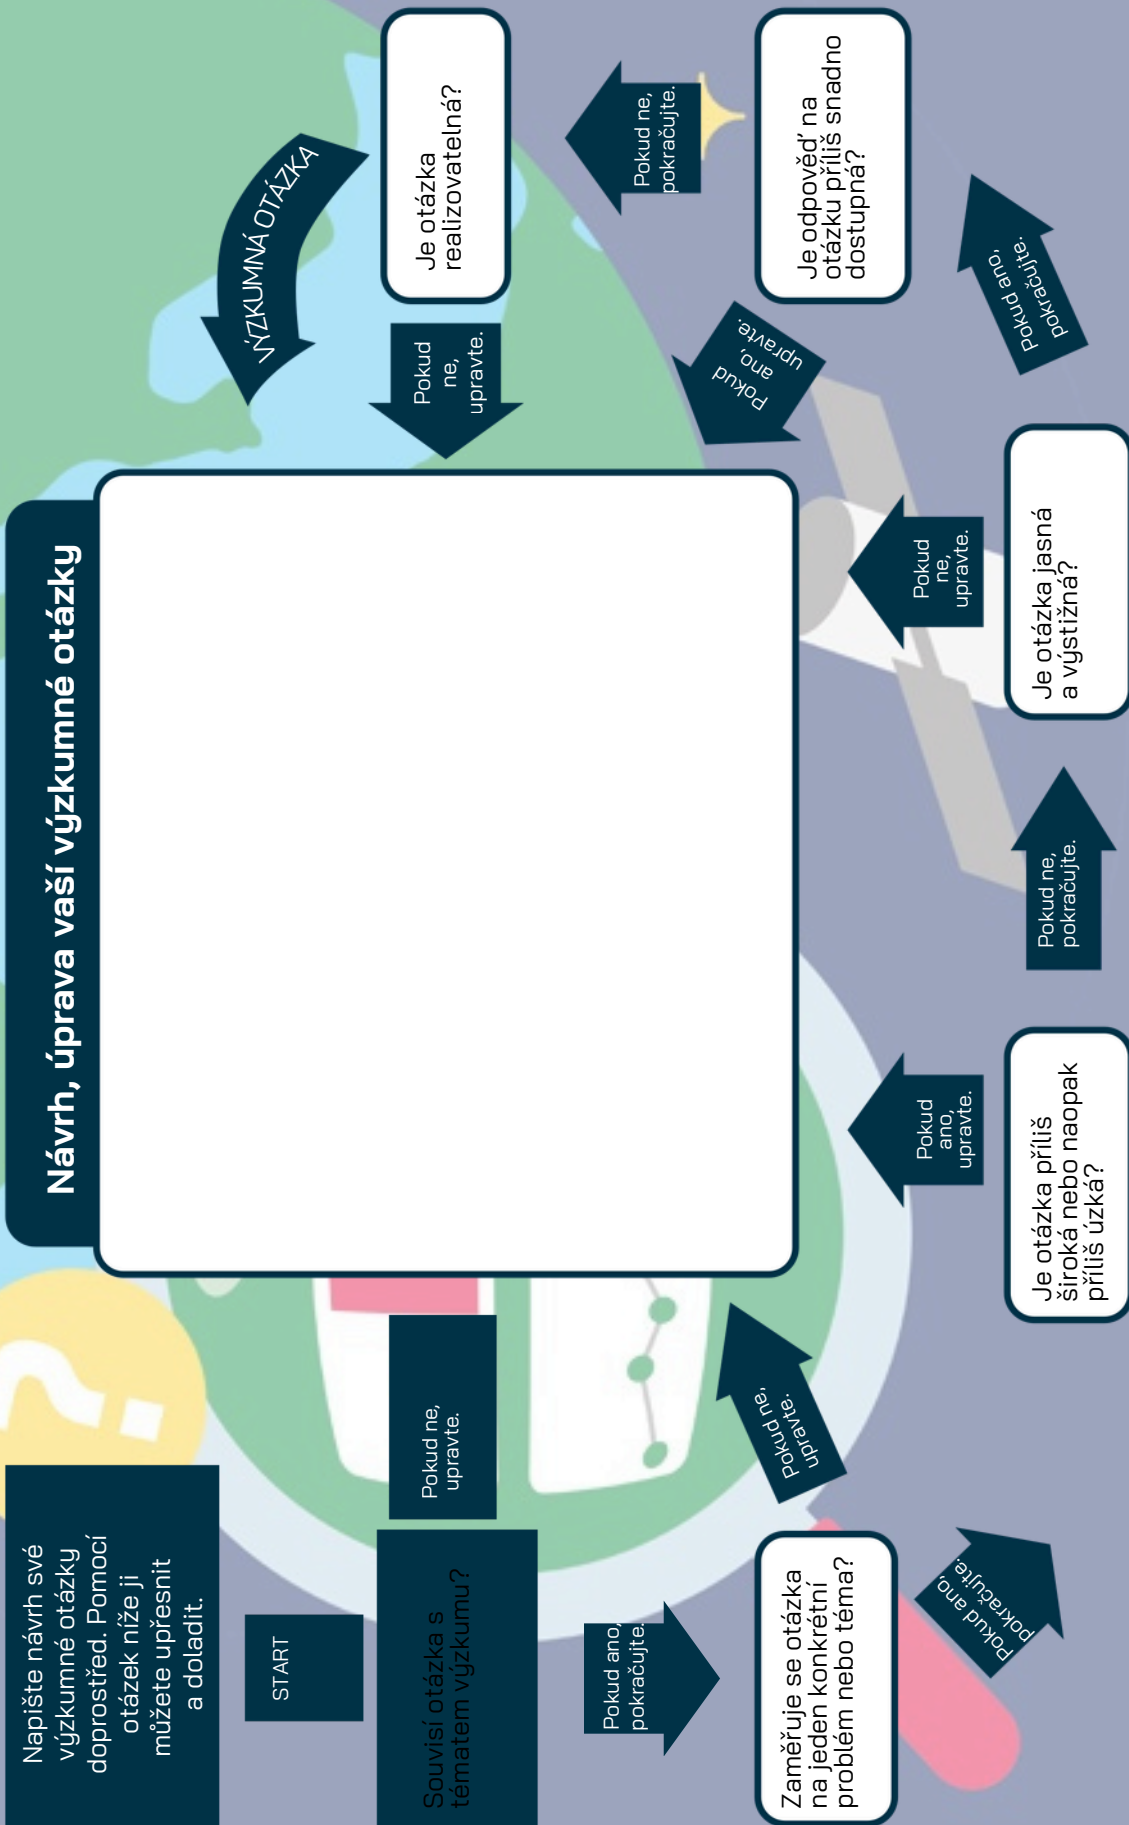 Návrh, úprava vaší výzkumné otázky
Napište návrh své
výzkumné otázky
doprostřed. Pomocí
otázek níže ji
můžete upřesnit
a doladit.
START
Souvisí otázka s
tématem výzkumu?
Pokud ne,
upravte.
Pokud ano,
pokračujte.
Zaměřuje se otázka
na jeden konkrétní
problém nebo téma?
Pokud ne,
upravte.
Pokud ano,
pokračujte.
Je otázka příliš
široká nebo naopak
příliš úzká?
Pokud
ano,
upravte.
Pokud ne,
pokračujte.
Je otázka jasná
a výstižná?
Pokud
ne,
upravte.
Pokud ano,
pokračujte.
Je odpověď na
otázku příliš snadno
dostupná?
Pokud
ano,
upravte.
Pokud ne,
pokračujte.
Je otázka
realizovatelná?
Pokud
ne,
upravte.
VÝZKUMNÁ OTÁZKA
?